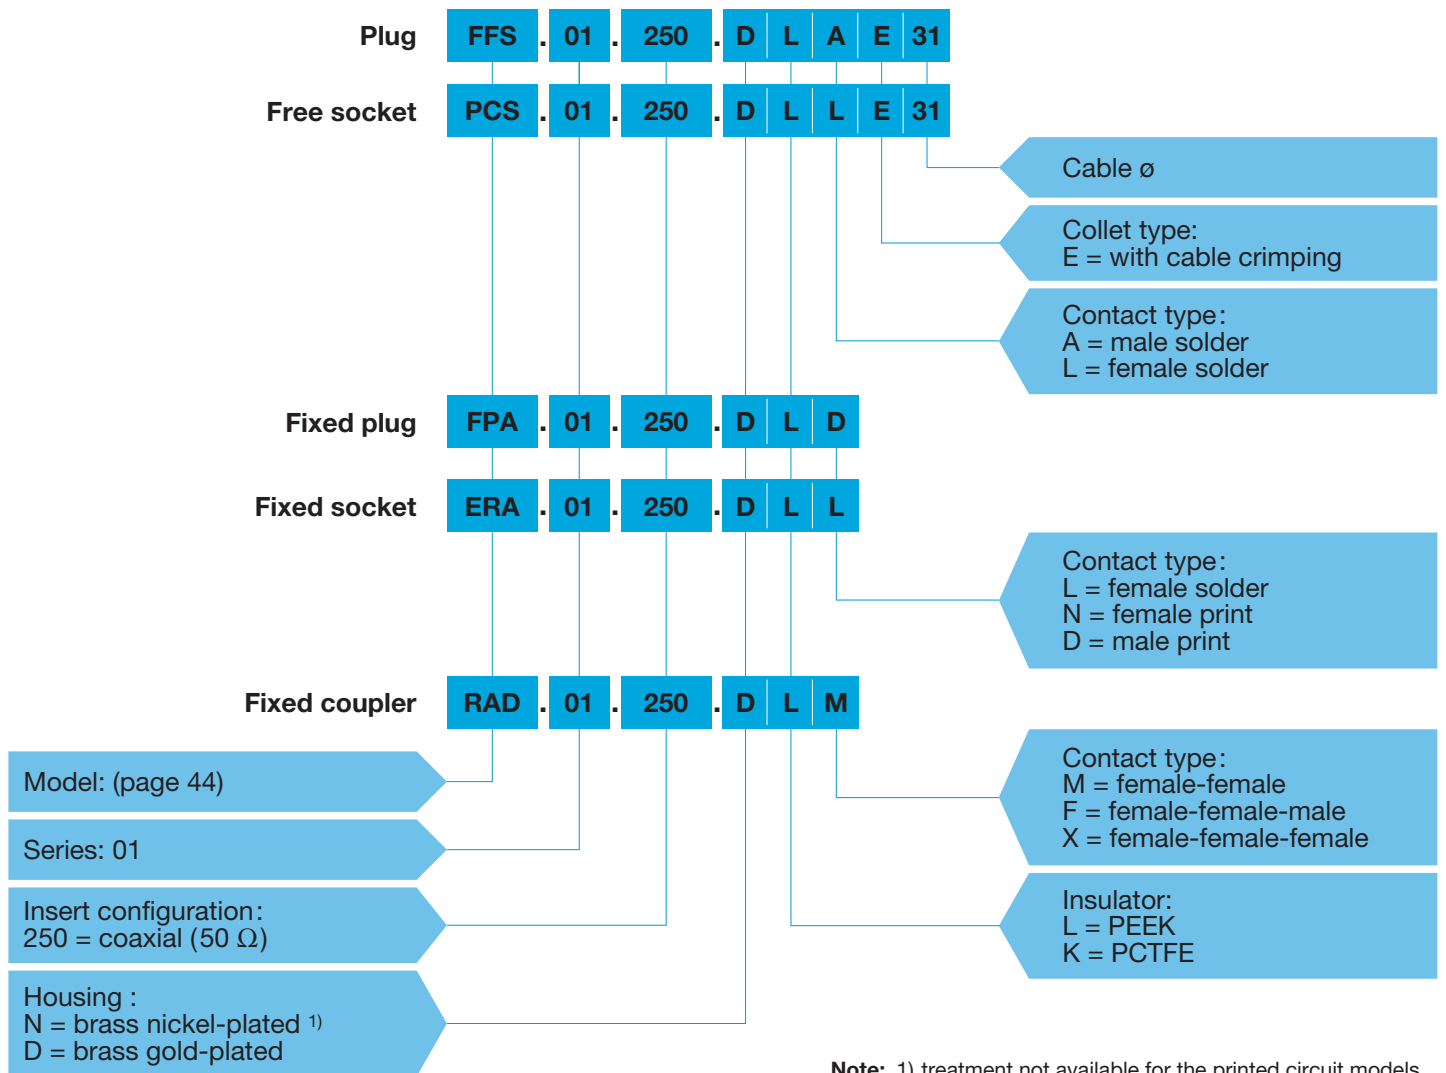 Plug FFS . 01 . 250 . D L A E 31
Free socket PCS . 01 . 250 . D L L E 31
Cable ø
Collet type:
E = with cable crimping
Contact type:
A = male solder
L = female solder
Fixed plug FPA . 01 . 250 . D L D
Fixed socket ERA . 01 . 250 . D L L
Contact type:
L = female solder
N = female print
D = male print
Fixed coupler RAD . 01 . 250 . D L M
Model: (page 44)
Series: 01
Insert configuration:
250 = coaxial (50 Ω)
Housing :
N = brass nickel-plated 1)
D = brass gold-plated
Contact type:
M = female-female
F = female-female-male
X = female-female-female
Insulator:
L = PEEK
K = PCTFE
Note: 1) treatment not available for the printed circuit models